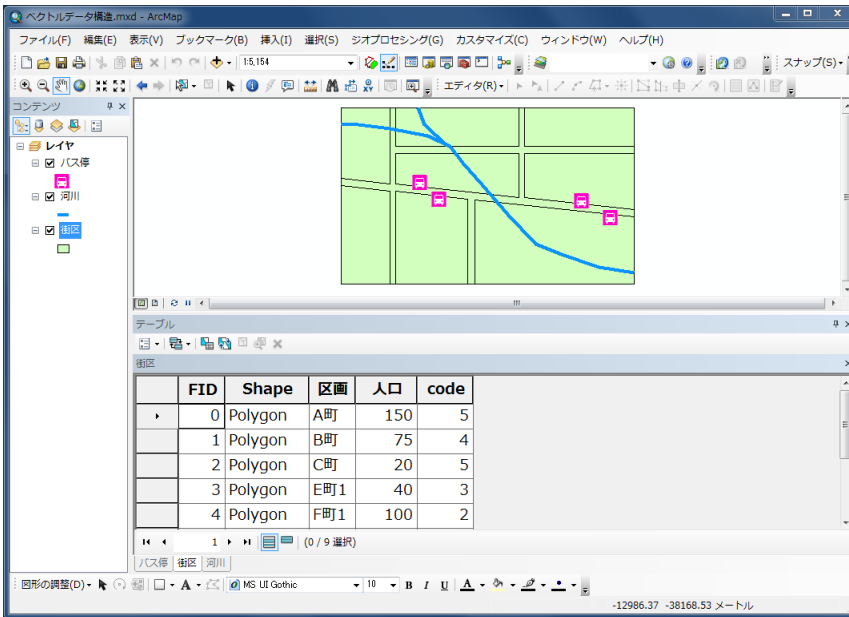 ベクトルデータ構造.mxd - ArcMap
ファイル(F) 編集(E) 表示(V) ブックマーク(B) 挿入(I) 選択(S) ジオプロセシング(G) カスタマイズ(C) ウィンドウ(W) ヘルプ(H)
1:5,154 スナップ(S)
エディタ(R)
コンテンツ
レイヤ
バス停
河川
街区
テーブル
街区
FID Shape 区画 人口 code
0 Polygon A町 150 5
1 Polygon B町 75 4
2 Polygon C町 20 5
3 Polygon E町1 40 3
4 Polygon F町1 100 2
1 (0 / 9 選択)
バス停 街区 河川
図形の調整(D) A MS UI Gothic 10 B I U A
-12986.37 -38168.53 メートル